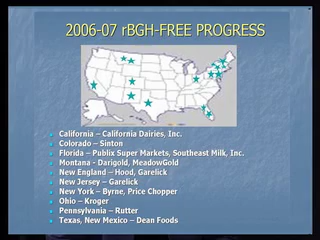 2006-07 rBGH-FREE PROGRESS
California – California Dairies, Inc.
Colorado – Sinton
Florida – Publix Super Markets, Southeast Milk, Inc.
Montana - Darigold, MeadowGold
New England – Hood, Garelick
New Jersey – Garelick
New York – Byrne, Price Chopper
Ohio – Kroger
Pennsylvania – Rutter
Texas, New Mexico – Dean Foods